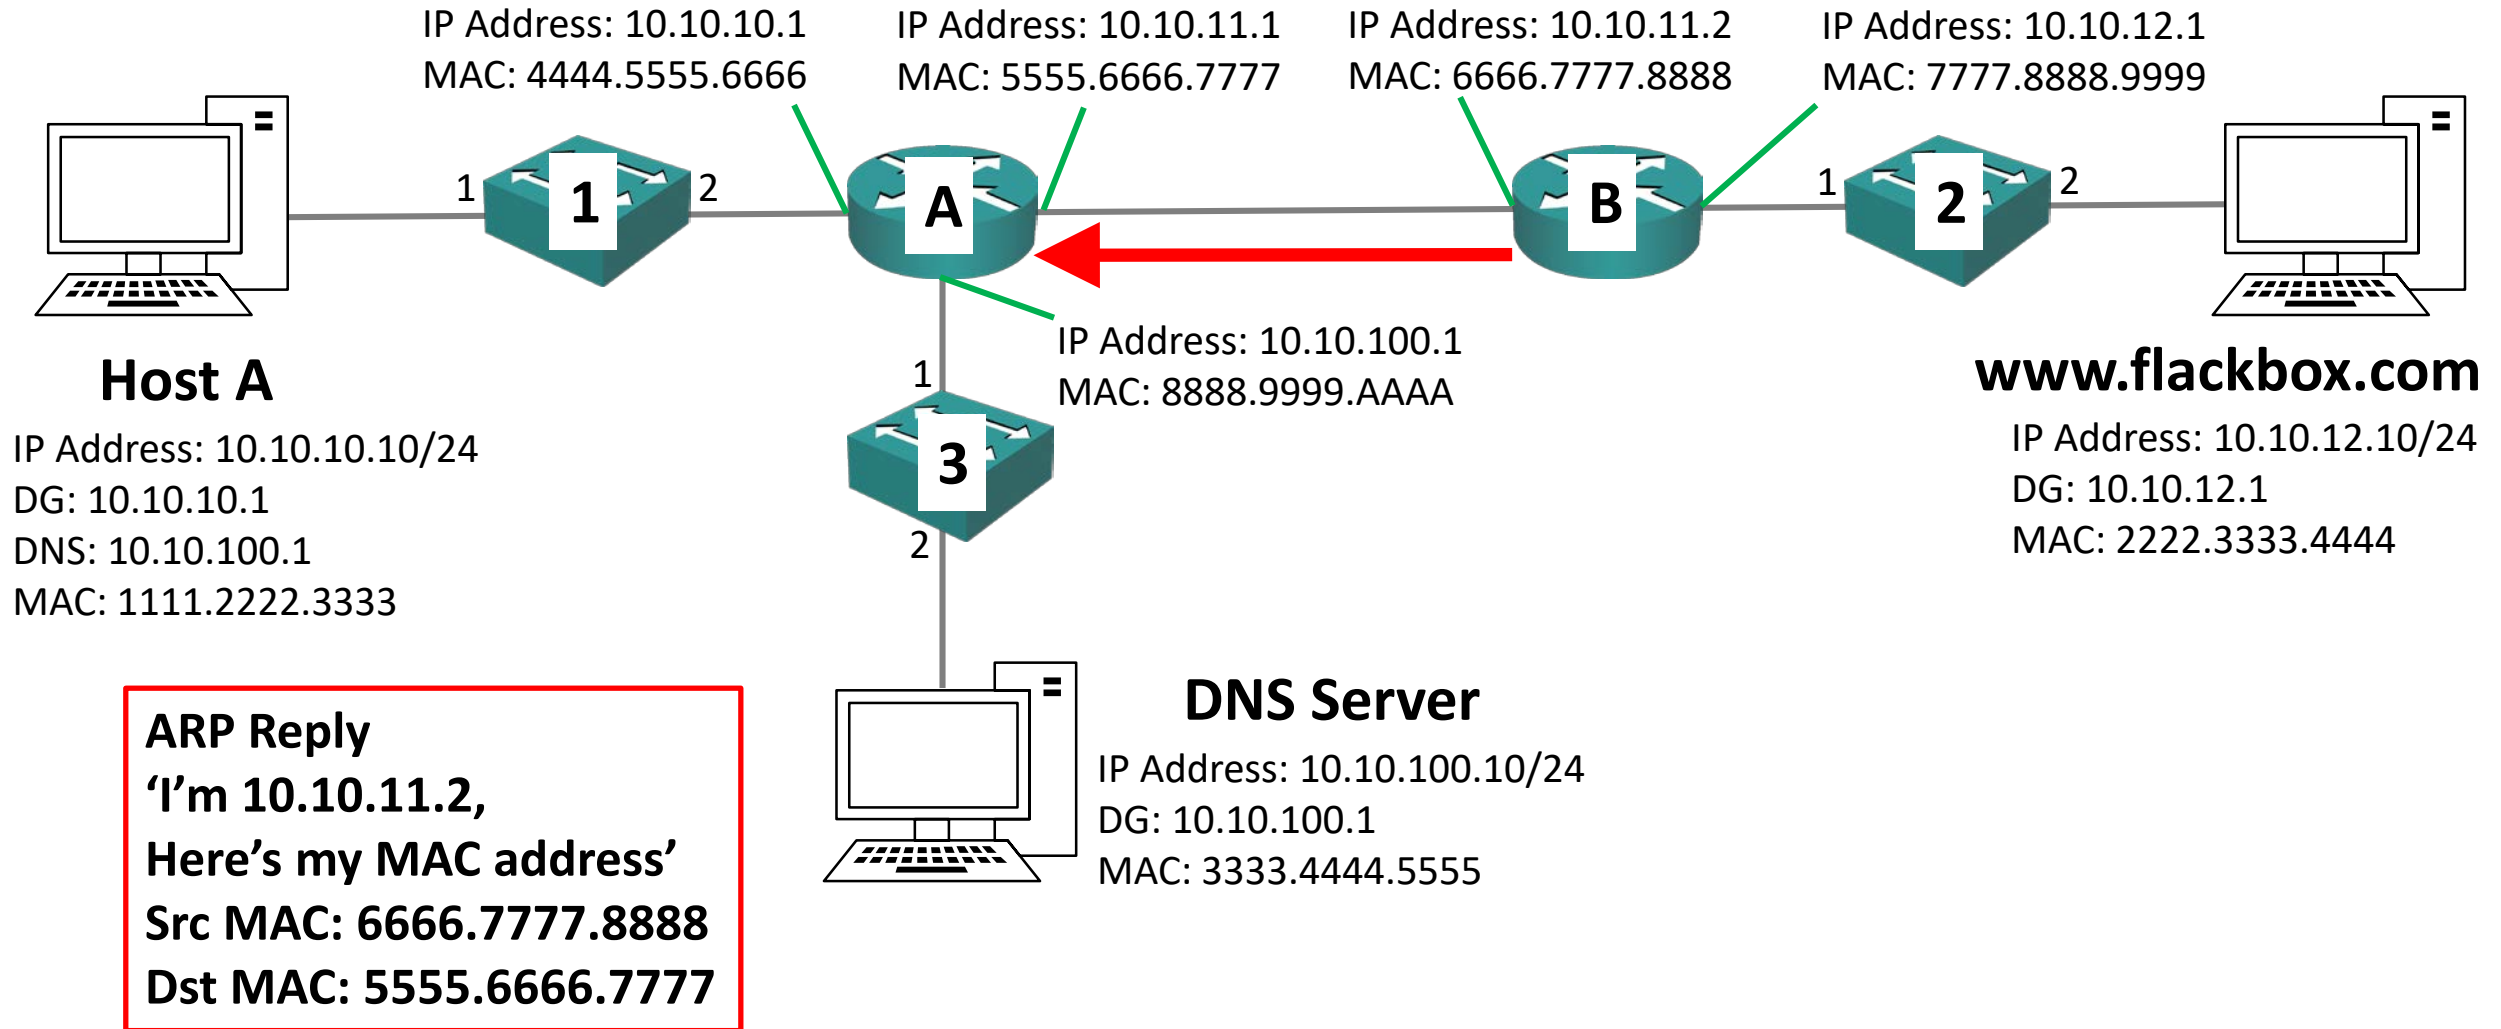 IP Address: 10.10.10.1
MAC: 4444.5555.6666
IP Address: 10.10.11.1
MAC: 5555.6666.7777
IP Address: 10.10.11.2
MAC: 6666.7777.8888
IP Address: 10.10.12.1
MAC: 7777.8888.9999
1
1
2
A
B
1
2
2
IP Address: 10.10.100.1
MAC: 8888.9999.AAAA
1
3
2
Host A
IP Address: 10.10.10.10/24
DG: 10.10.10.1
DNS: 10.10.100.1
MAC: 1111.2222.3333
www.flackbox.com
IP Address: 10.10.12.10/24
DG: 10.10.12.1
MAC: 2222.3333.4444
DNS Server
IP Address: 10.10.100.10/24
DG: 10.10.100.1
MAC: 3333.4444.5555
ARP Reply
‘I’m 10.10.11.2,
Here’s my MAC address’
Src MAC: 6666.7777.8888
Dst MAC: 5555.6666.7777